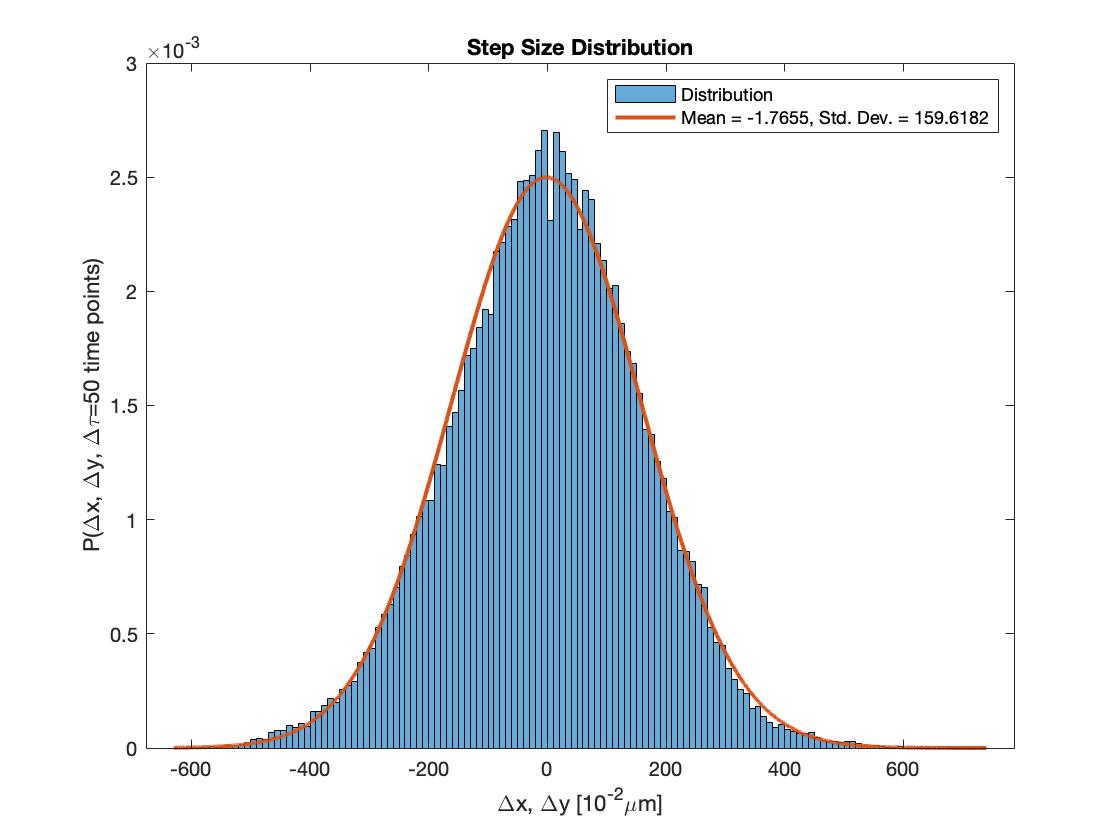 Step Size Distribution
×10⁻³
Distribution
Mean = -1.7655, Std. Dev. = 159.6182
3
2.5
2
1.5
1
0.5
0
P(Δx, Δy, Δτ=50 time points)
-600 -400 -200 0 200 400 600
Δx, Δy [10⁻²μm]